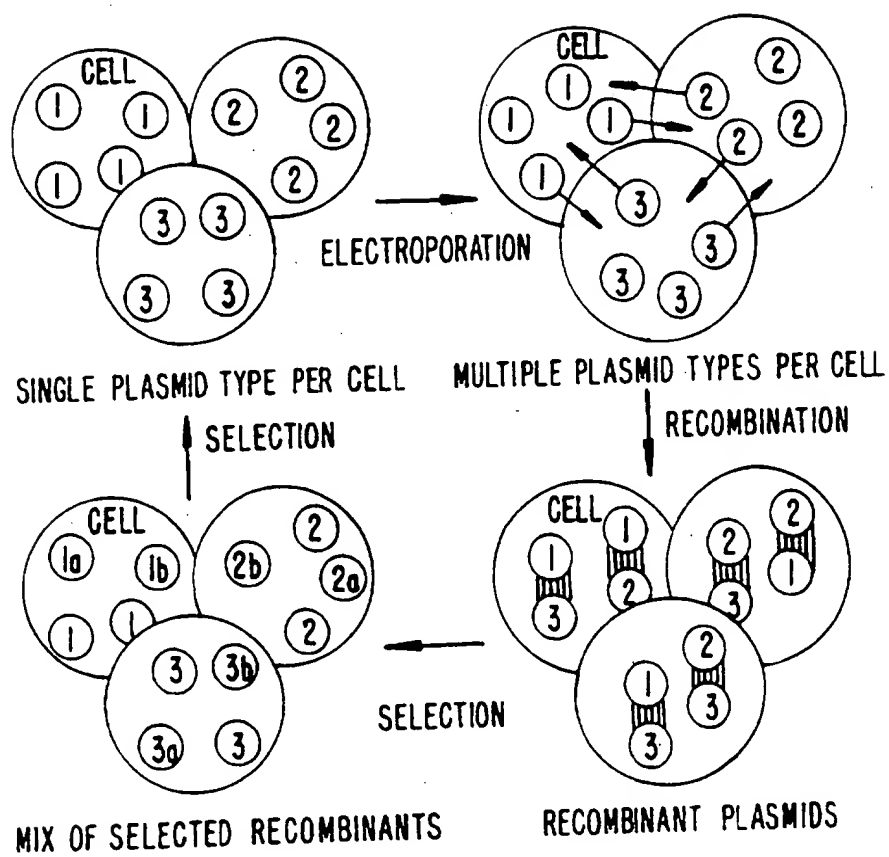 CELL
1 1
1 1
2
2 2
2
3 3
3 3
SINGLE PLASMID TYPE PER CELL
ELECTROPORATION
CELL
1
1 1
1
2
2
2
2
3
3
3 3
MULTIPLE PLASMID TYPES PER CELL
RECOMBINATION
CELL
1 1
3 2
2 2
3 1
1 2
3 3
RECOMBINANT PLASMIDS
SELECTION
CELL
1a 1b
1 1
2
2b 2a
2
3 3b
3a 3
MIX OF SELECTED RECOMBINANTS
SELECTION